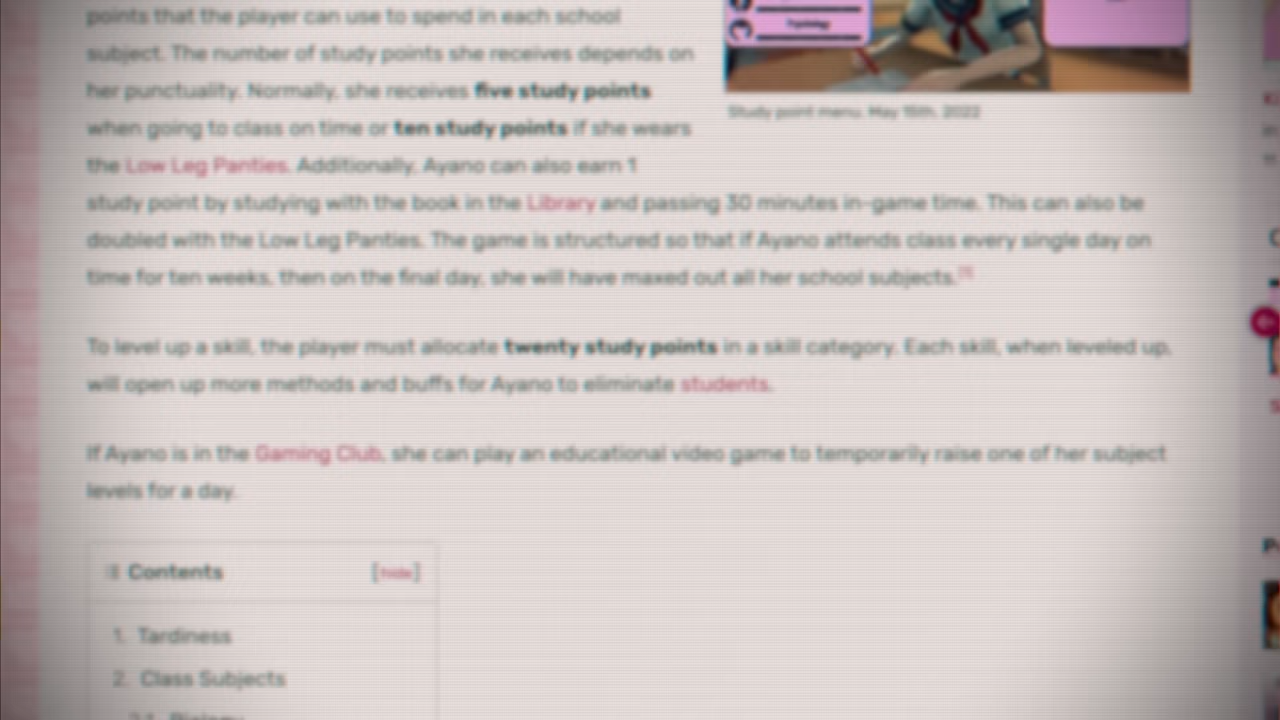 points that the player can use to spend in each school
subject. The number of study points she receives depends on
her punctuality. Normally, she receives five study points
when going to class on time or ten study points if she wears
the Low Leg Panties. Additionally, Ayano can also earn 1
study point by studying with the book in the Library and passing 30 minutes in-game time. This can also be
doubled with the Low Leg Panties. The game is structured so that if Ayano attends class every single day on
time for ten weeks, then on the final day, she will have maxed out all her school subjects.[1]
Study point menu. May 15th, 2022
To level up a skill, the player must allocate twenty study points in a skill category. Each skill, when leveled up,
will open up more methods and buffs for Ayano to eliminate students.
If Ayano is in the Gaming Club, she can play an educational video game to temporarily raise one of her subject
levels for a day.
Contents [hide]
1. Tardiness
2. Class Subjects
2.1. Biology